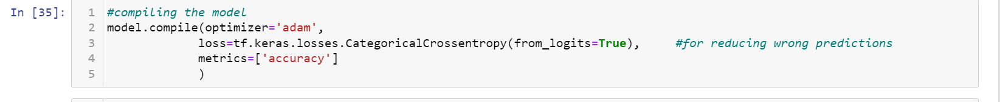 In [35]:
1 #compiling the model
2 model.compile(optimizer='adam',
3 loss=tf.keras.losses.CategoricalCrossentropy(from_logits=True), #for reducing wrong predictions
4 metrics=['accuracy']
5 )